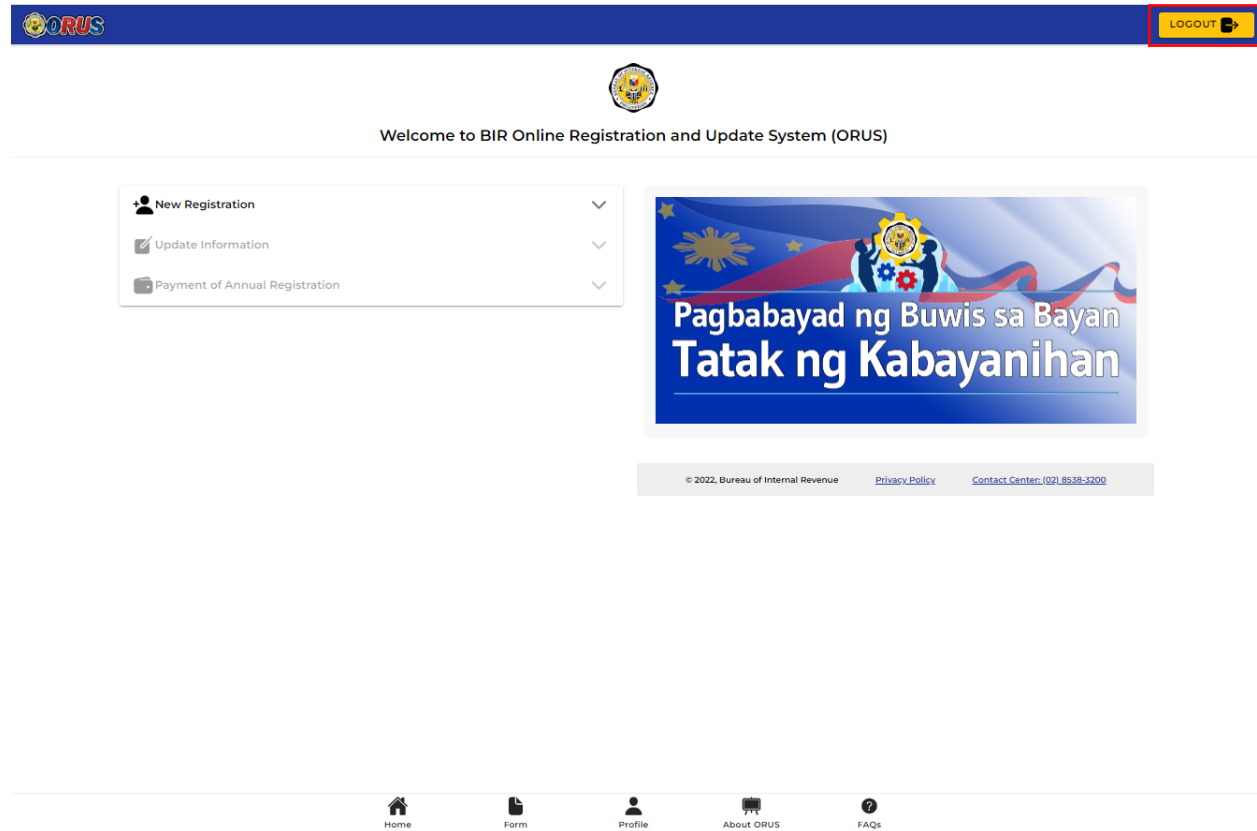 ORUS
LOGOUT
Welcome to BIR Online Registration and Update System (ORUS)
New Registration
Update Information
Payment of Annual Registration
Pagbabayad ng Buwis sa Bayan
Tatak ng Kabayanihan
© 2022, Bureau of Internal Revenue Privacy Policy Contact Center: (02) 8538-3200
Home Form Profile About ORUS FAQs